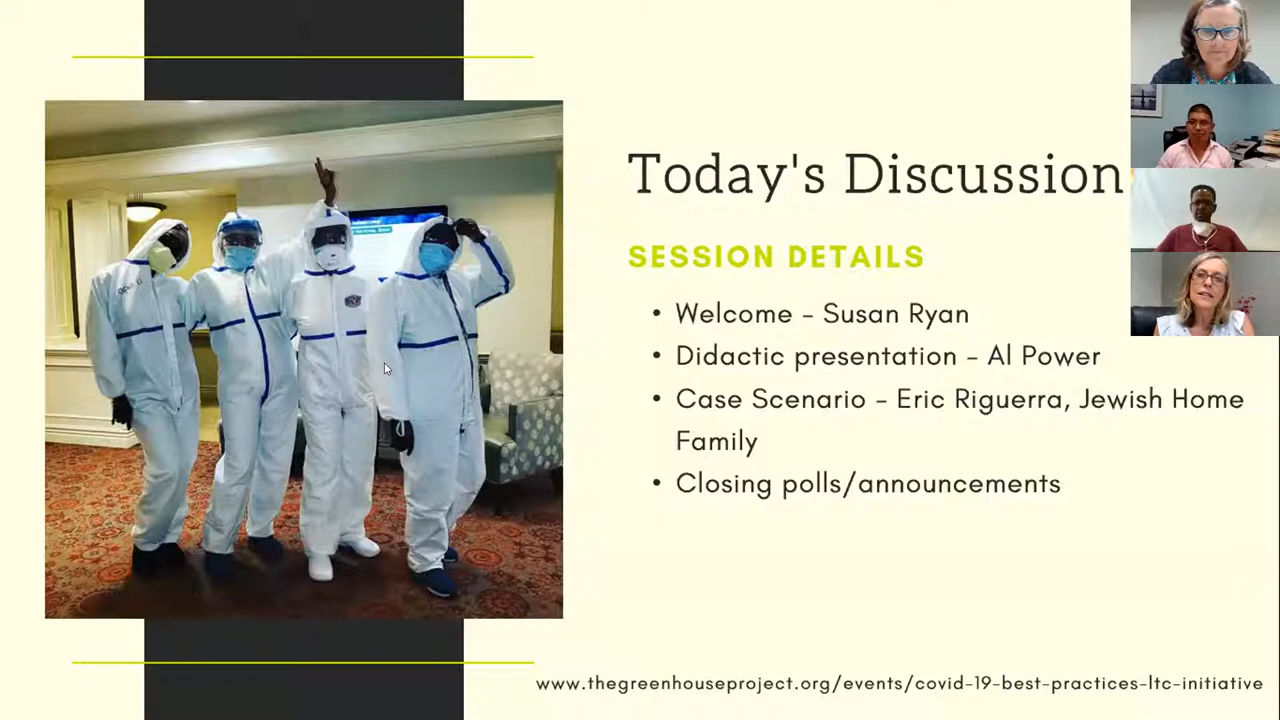 Today's Discussion
SESSION DETAILS
• Welcome – Susan Ryan
• Didactic presentation – Al Power
• Case Scenario – Eric Riguerra, Jewish Home
Family
• Closing polls/announcements
www.thegreenhouseproject.org/events/covid-19-best-practices-ltc-initiative